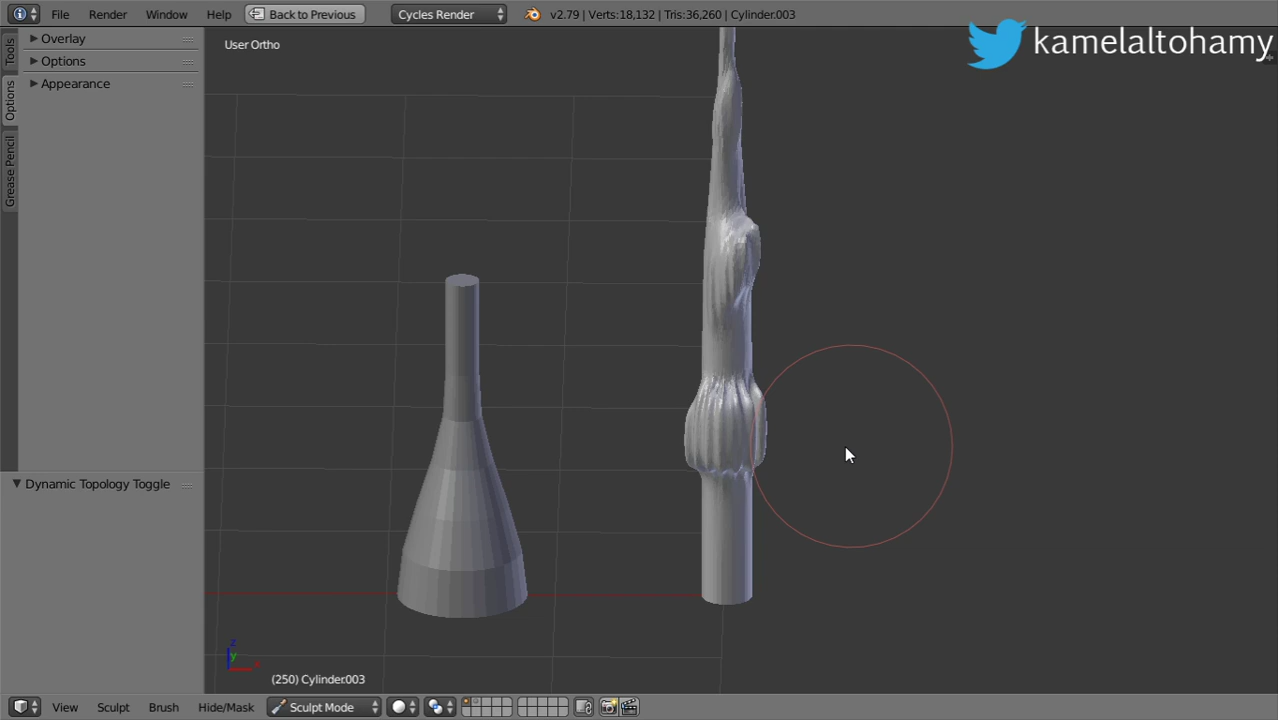 File Render Window Help Back to Previous Cycles Render v2.79 | Verts:18,132 | Tris:36,260 | Cylinder.003
kamelaltohamy
Tools
Options
Grease Pencil
Overlay
Options
Appearance
User Ortho
Dynamic Topology Toggle
z
y
x
(250) Cylinder.003
View Sculpt Brush Hide/Mask Sculpt Mode